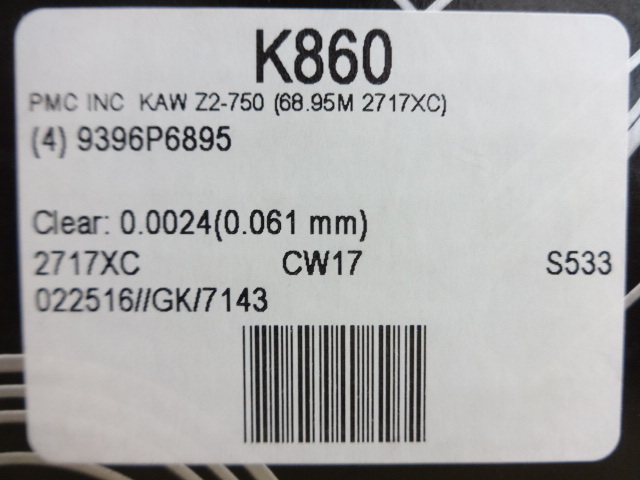 K860
PMC INC KAW Z2-750 (68.95M 2717XC)
(4) 9396P6895
Clear: 0.0024(0.061 mm)
2717XC CW17 S533
022516//GK/7143